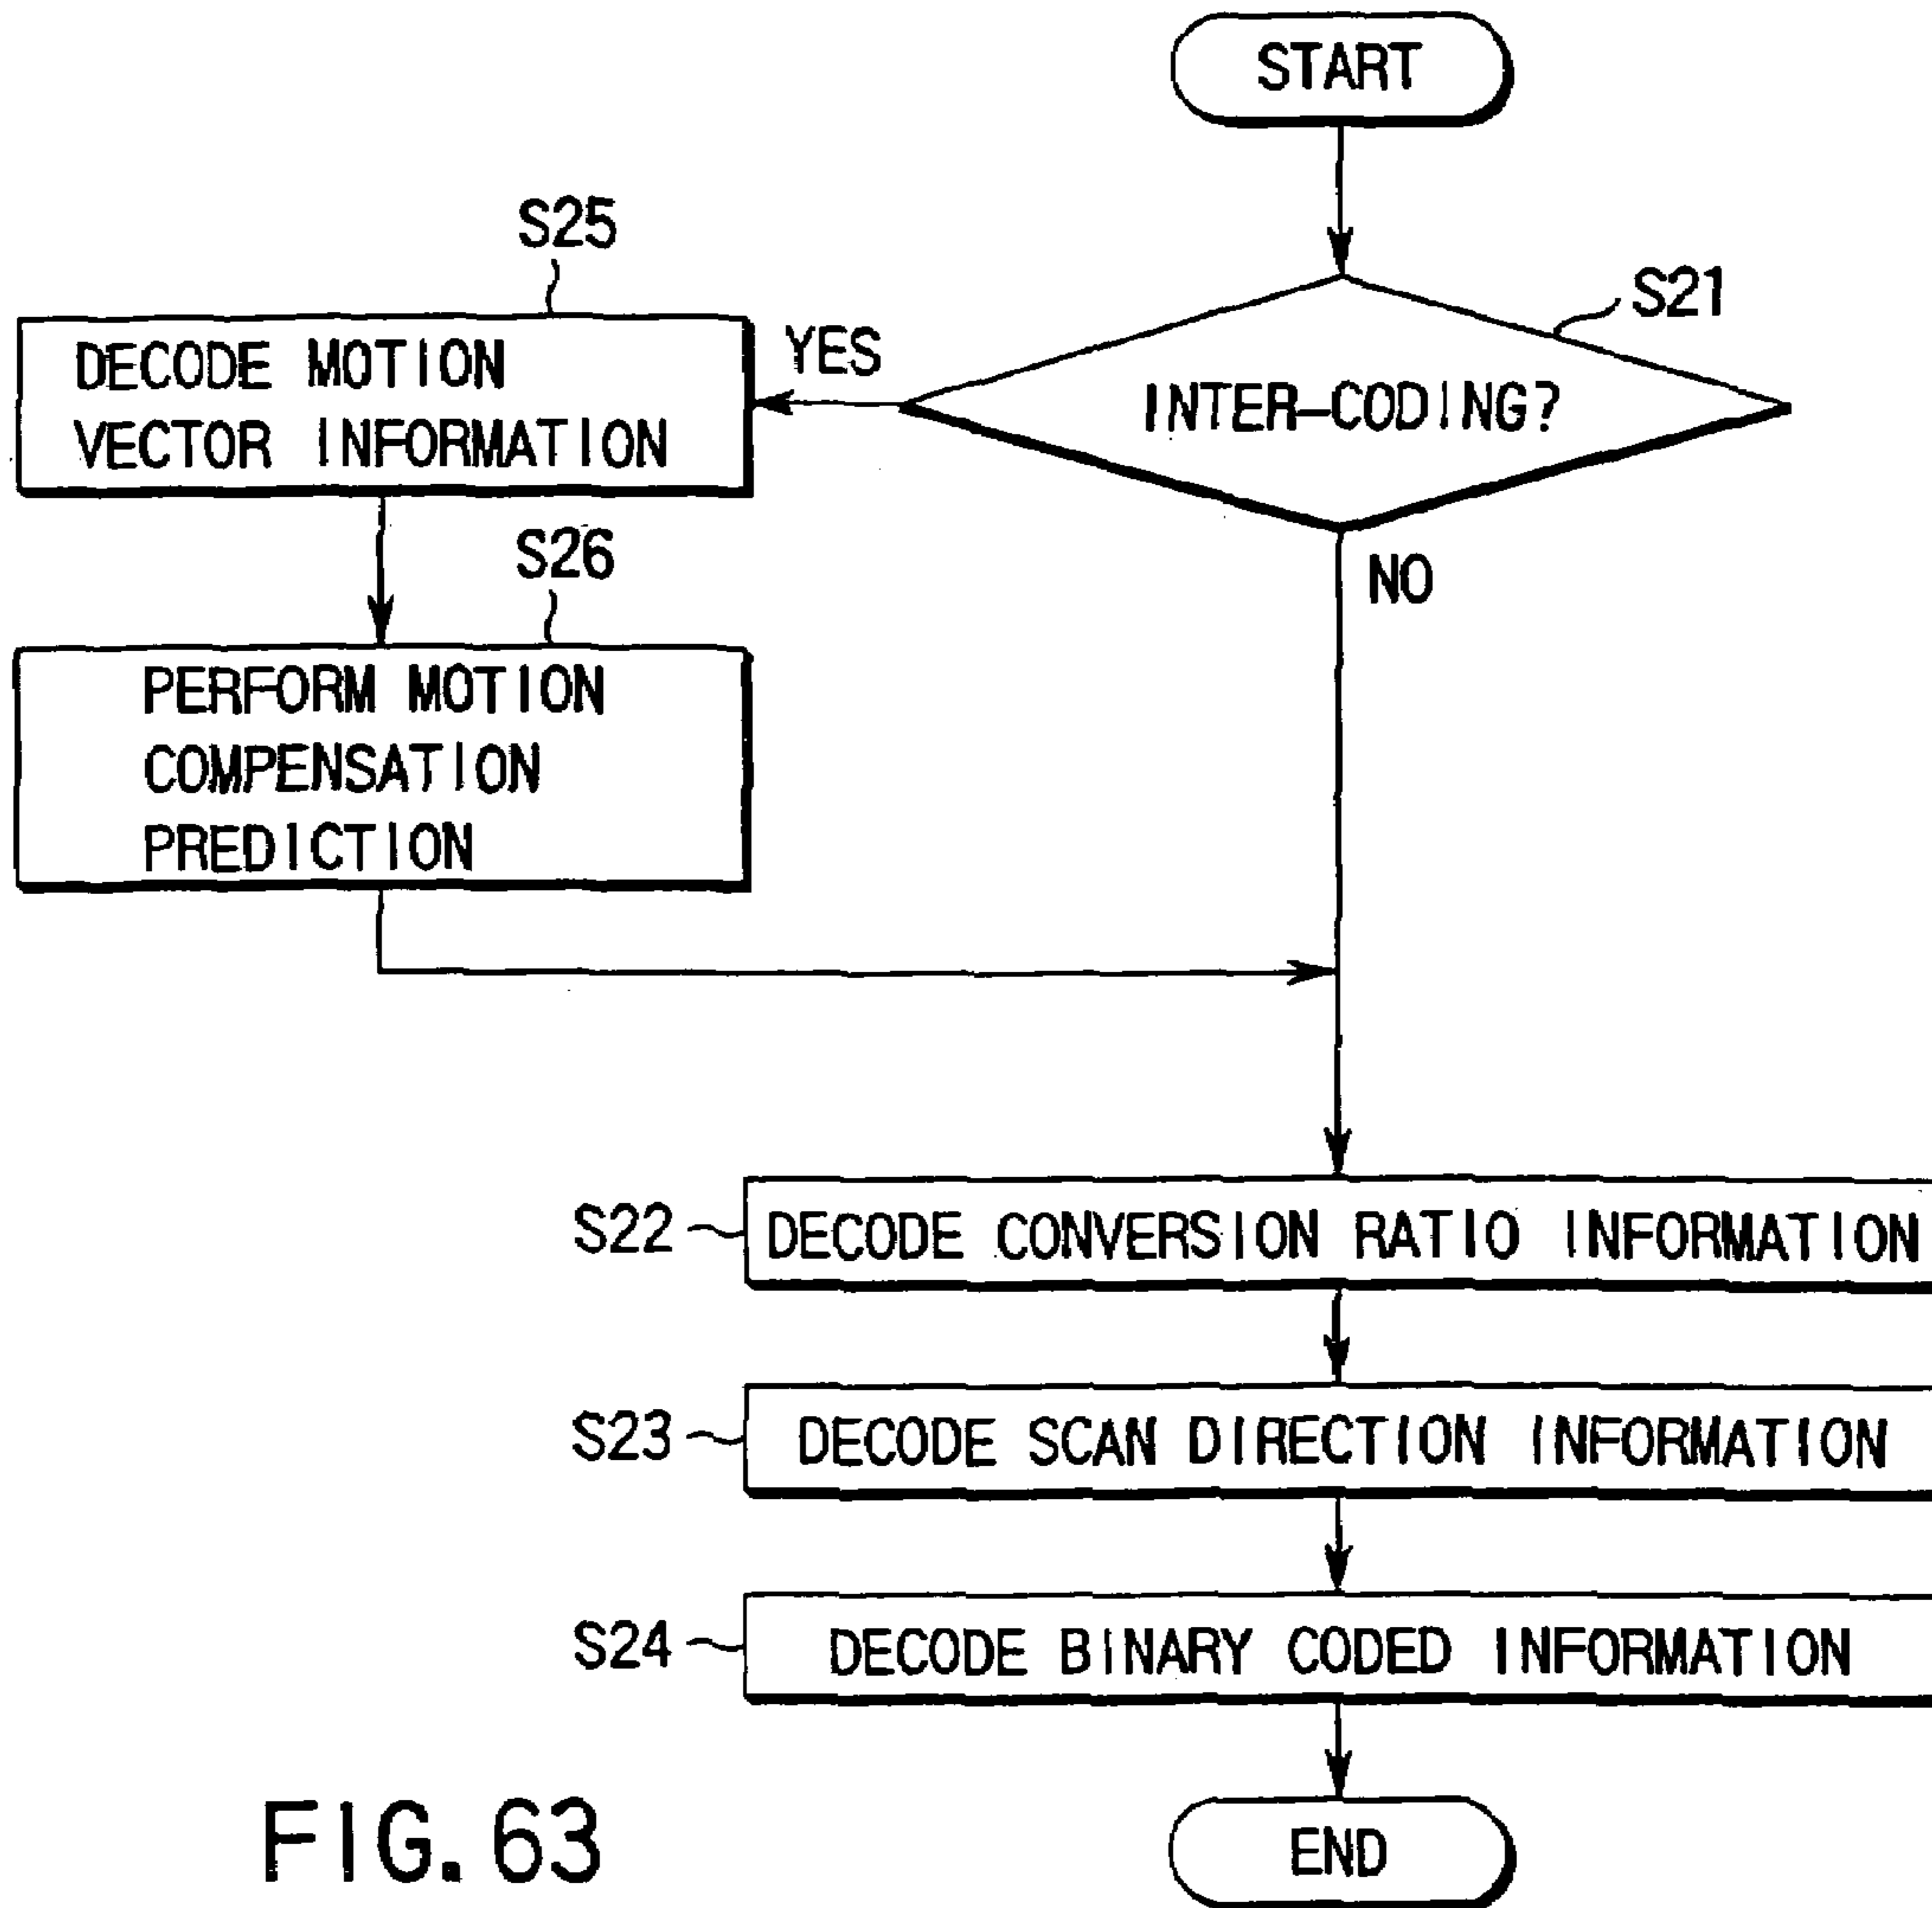 START
S21
INTER-CODING?
YES
NO
S25
DECODE MOTION
VECTOR INFORMATION
S26
PERFORM MOTION
COMPENSATION
PREDICTION
S22
DECODE CONVERSION RATIO INFORMATION
S23
DECODE SCAN DIRECTION INFORMATION
S24
DECODE BINARY CODED INFORMATION
END
FIG. 63